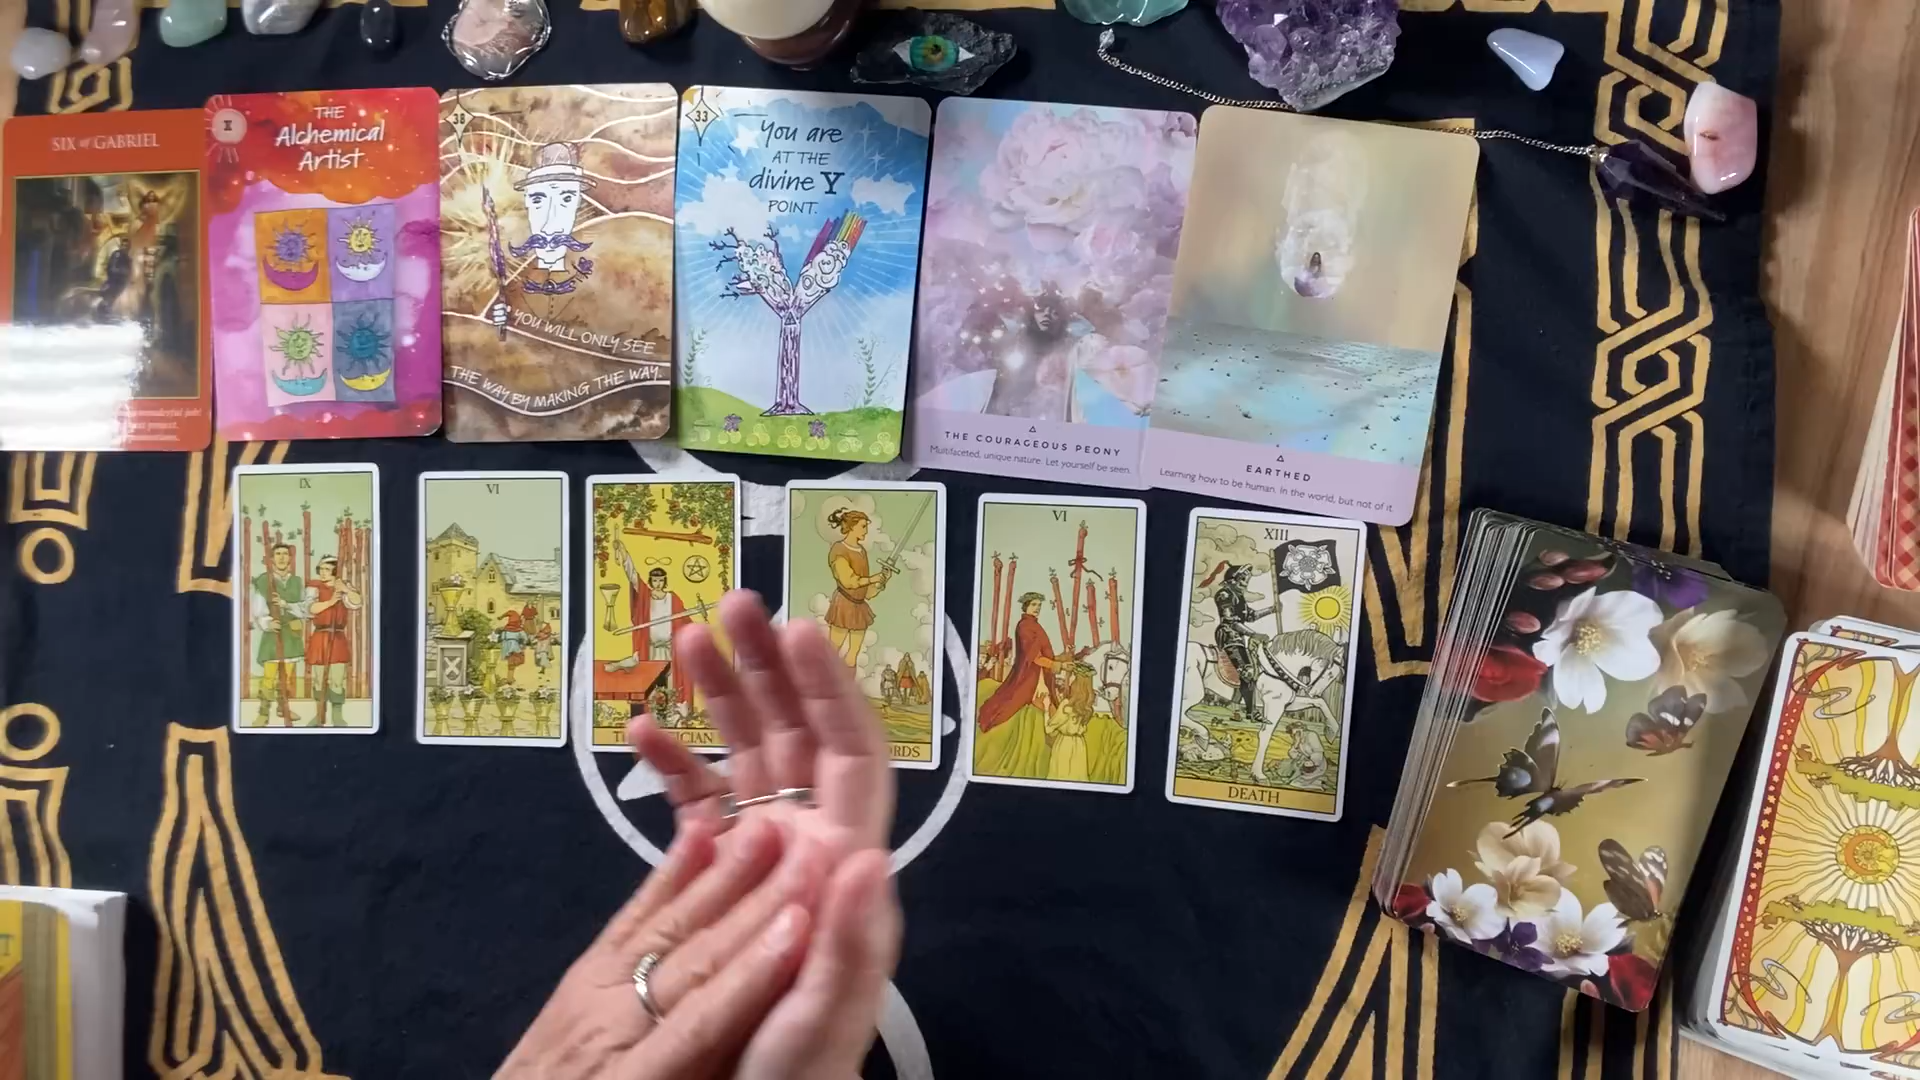 SIX of GABRIEL
wonderful job!
X
THE
Alchemical
Artist
38
YOU WILL ONLY SEE
THE WAY BY MAKING THE WAY.
33
You are
AT THE
divine Y
POINT.
THE COURAGEOUS PEONY
Multifaceted, unique nature. Let yourself be seen.
EARTHED
Learning how to be human. In the world, but not of it.
IX
VI
I
VI
XIII
DEATH